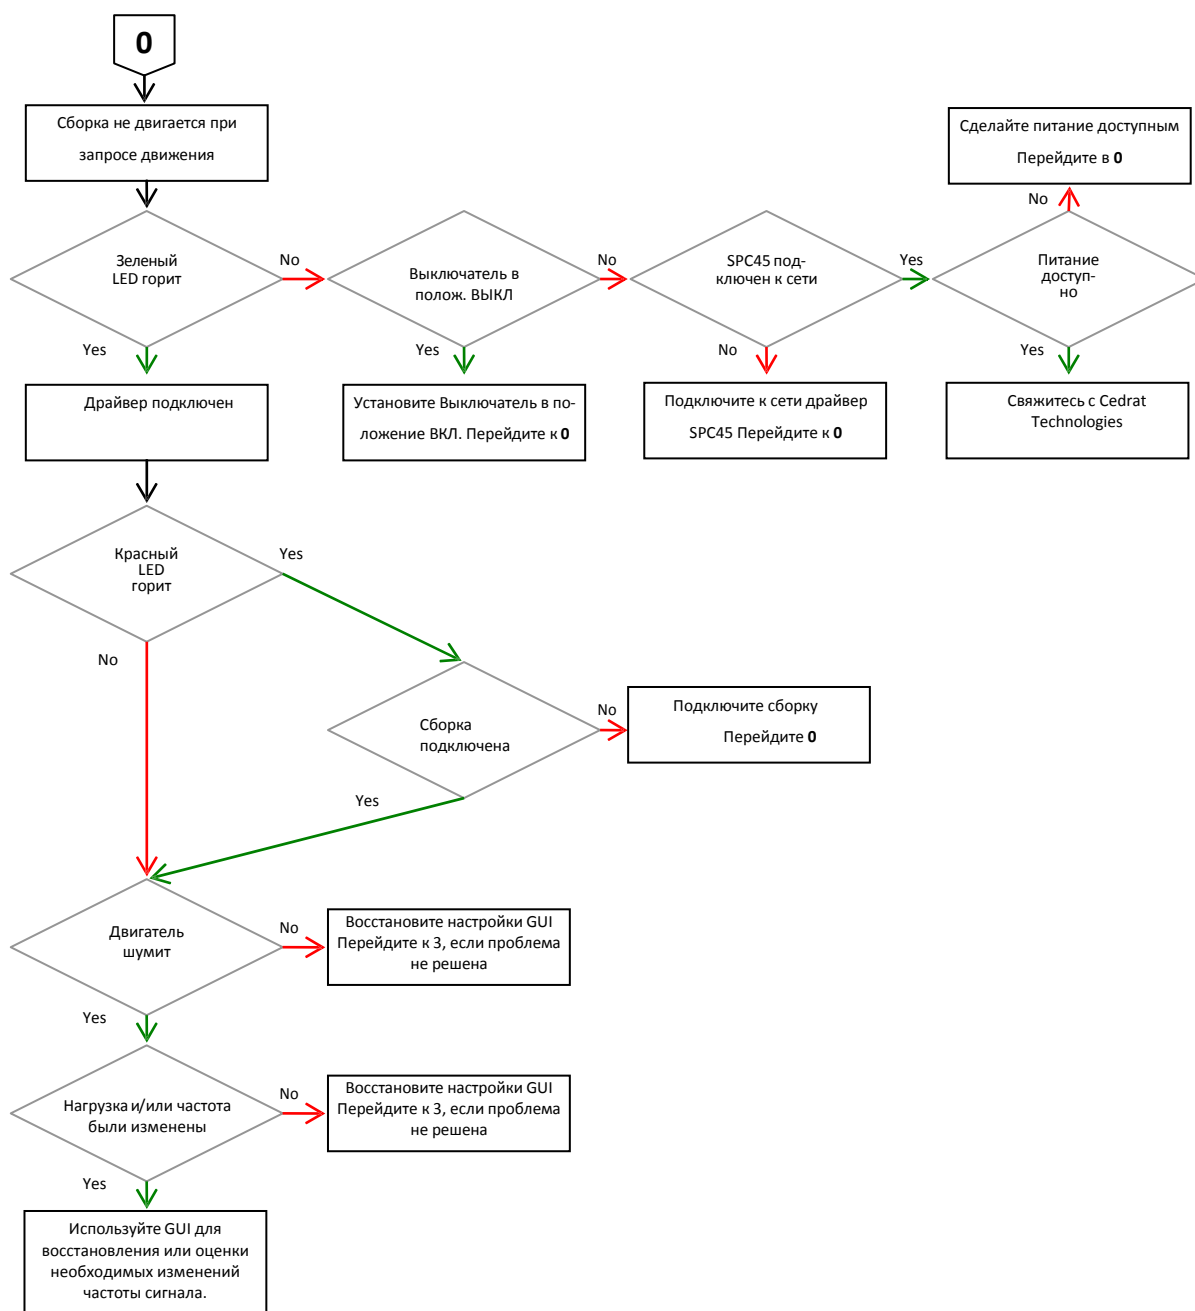 0
Сборка не двигается при
запросе движения
Сделайте питание доступным
Перейдите в 0
No
Зеленый
LED горит
No
Выключатель в
полож. ВЫКЛ
No
SPC45 под-
ключен к сети
Yes
Питание
доступ-
но
Yes
Yes
No
Yes
Драйвер подключен
Установите Выключатель в по-
ложение ВКЛ. Перейдите к 0
Подключите к сети драйвер
SPC45 Перейдите к 0
Свяжитесь с Cedrat
Technologies
Красный
LED
горит
Yes
No
Сборка
подключена
No
Подключите сборку
Перейдите 0
Yes
Двигатель
шумит
No
Восстановите настройки GUI
Перейдите к 3, если проблема
не решена
Yes
Нагрузка и/или частота
были изменены
No
Восстановите настройки GUI
Перейдите к 3, если проблема
не решена
Yes
Используйте GUI для
восстановления или оценки
необходимых изменений
частоты сигнала.